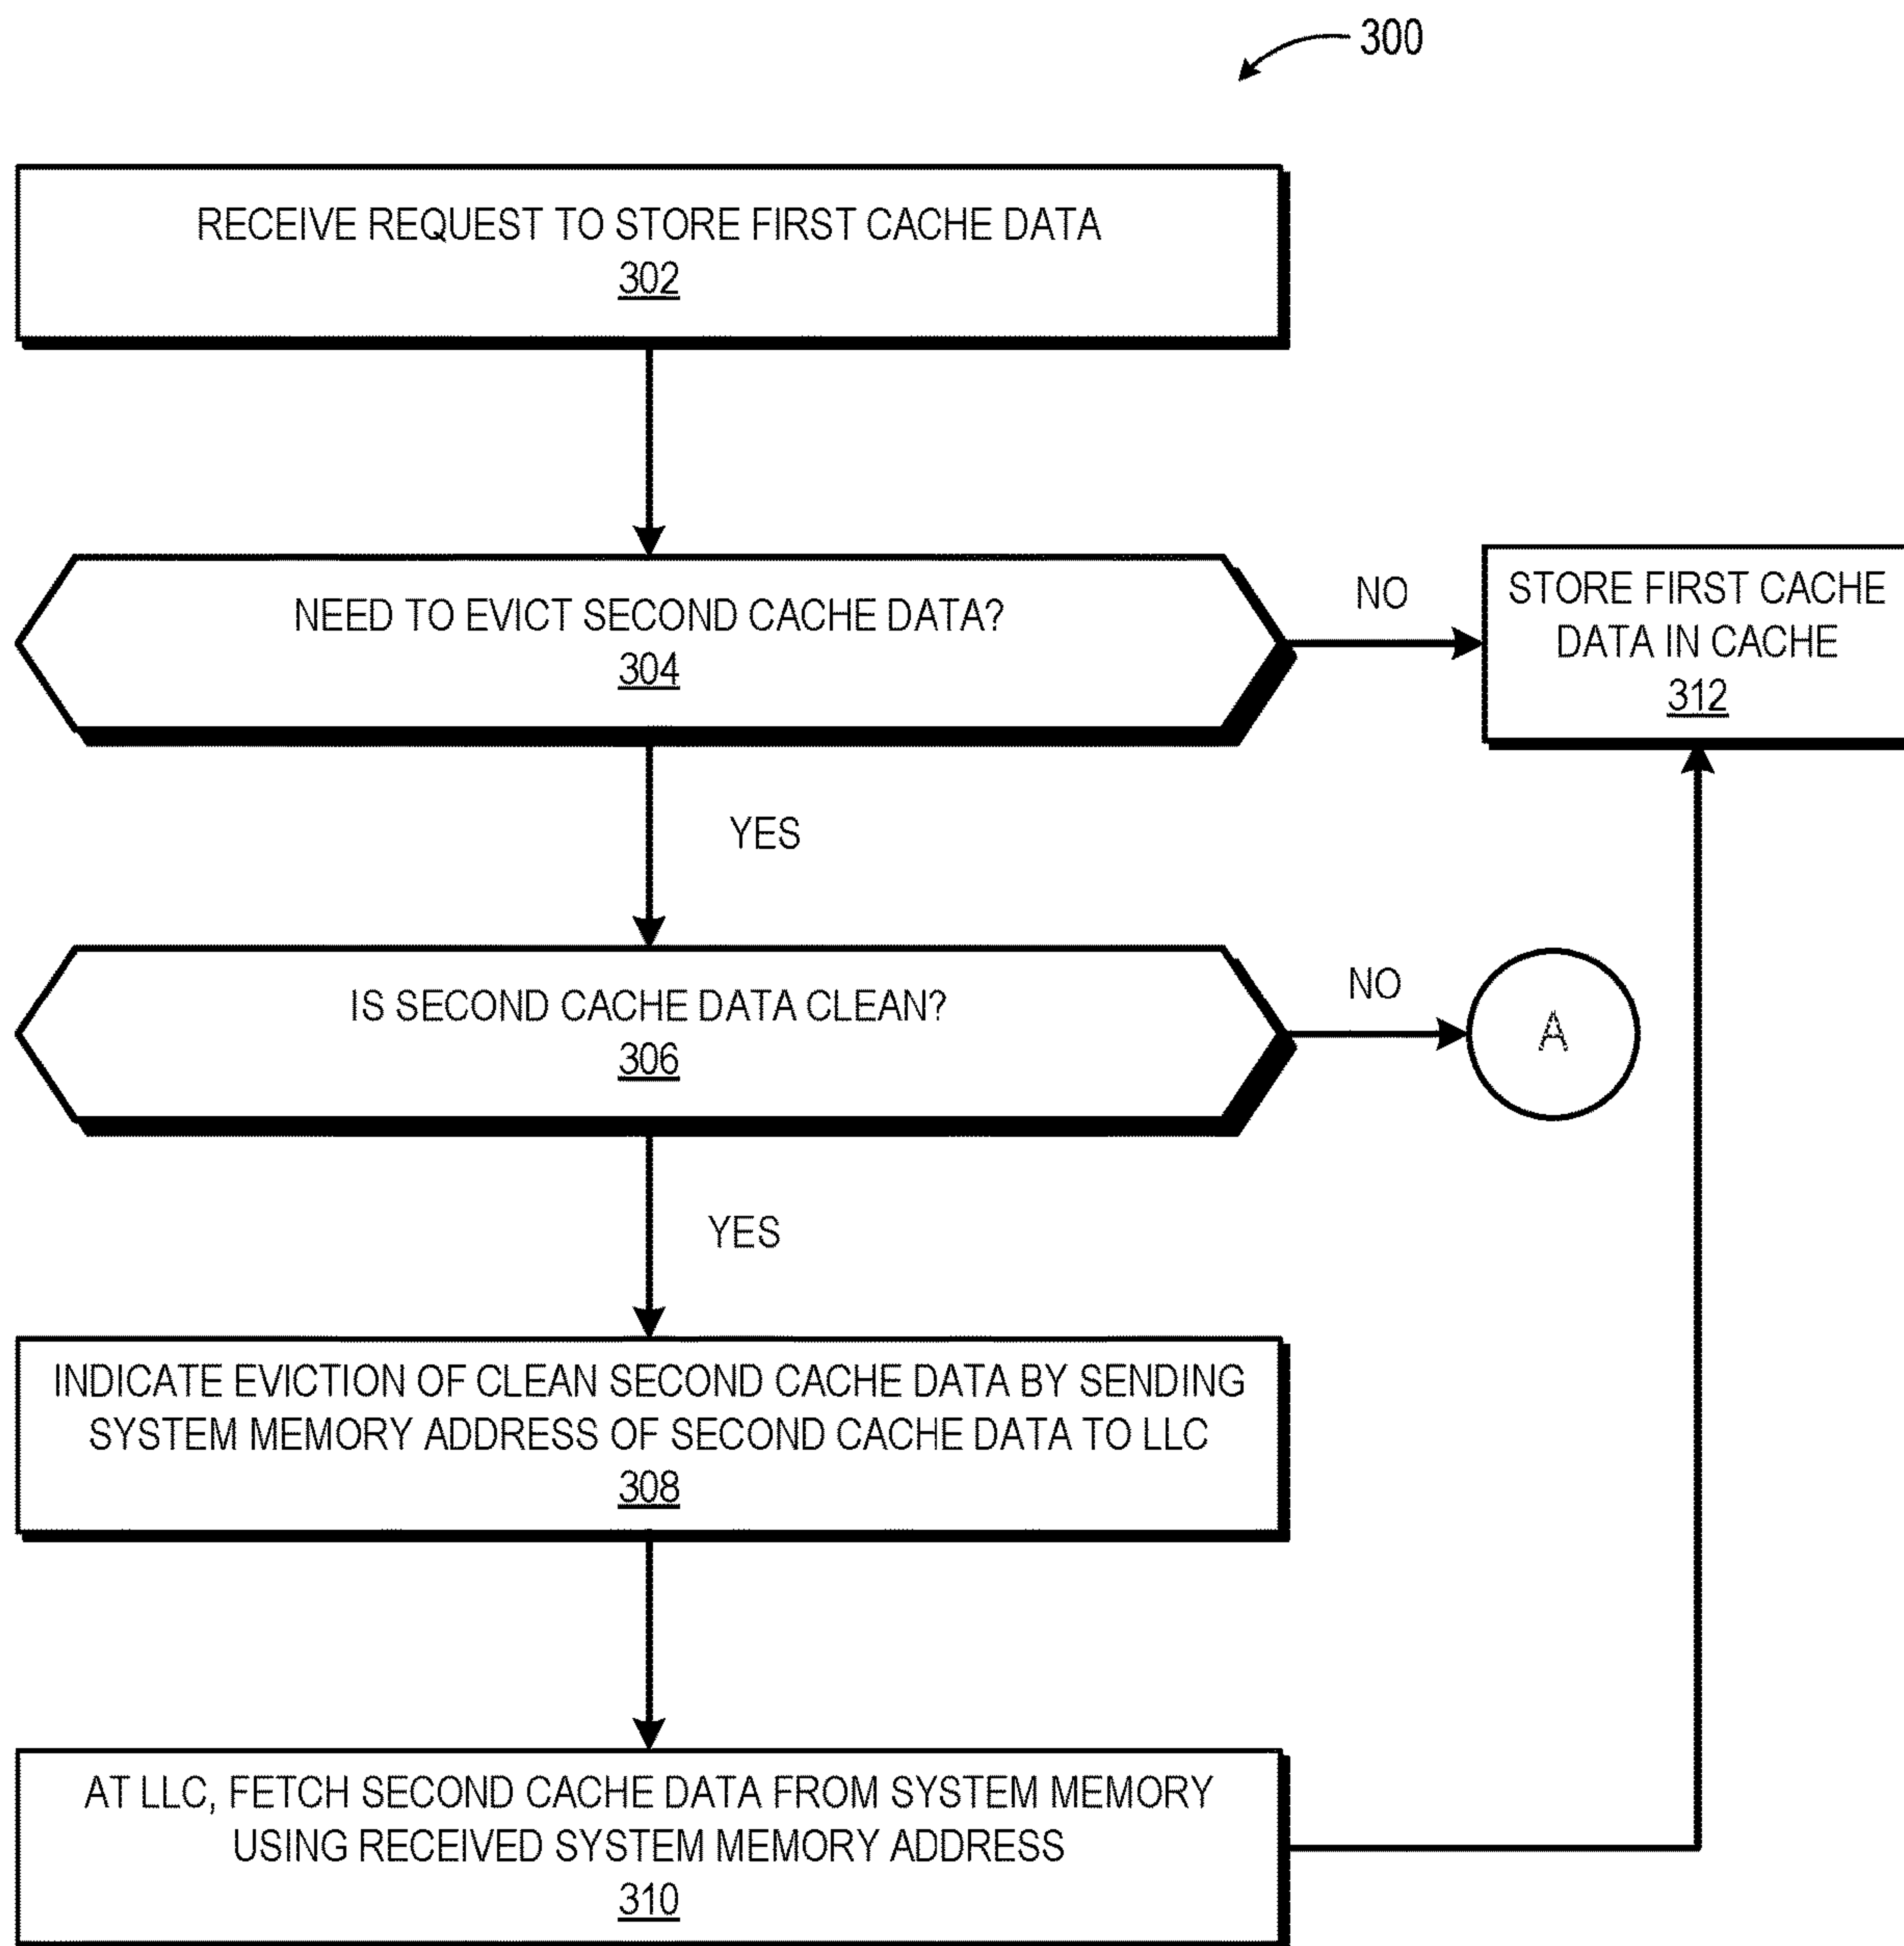 300
RECEIVE REQUEST TO STORE FIRST CACHE DATA
302
NEED TO EVICT SECOND CACHE DATA?
304
NO
STORE FIRST CACHE
DATA IN CACHE
312
YES
IS SECOND CACHE DATA CLEAN?
306
NO
A
YES
INDICATE EVICTION OF CLEAN SECOND CACHE DATA BY SENDING
SYSTEM MEMORY ADDRESS OF SECOND CACHE DATA TO LLC
308
AT LLC, FETCH SECOND CACHE DATA FROM SYSTEM MEMORY
USING RECEIVED SYSTEM MEMORY ADDRESS
310